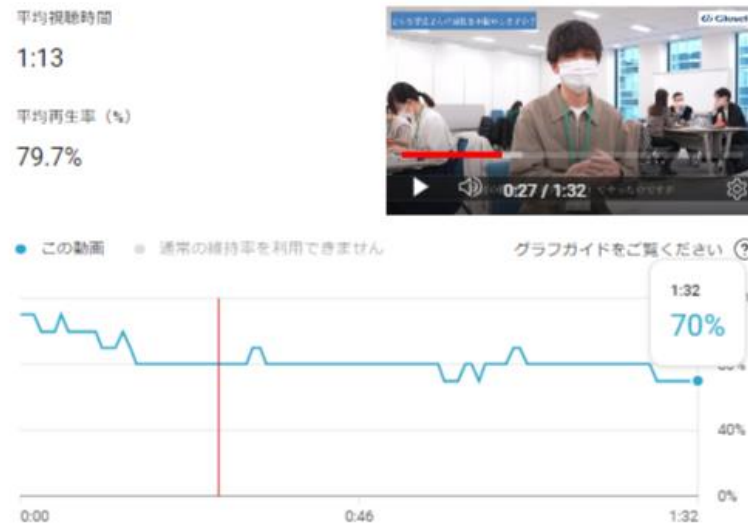 平均視聴時間
1:13
平均再生率 (%)
79.7%
0:27 / 1:32
この動画
通常の維持率を利用できません
グラフガイドをご覧ください
1:32
70%
40%
0%
0:00
0:46
1:32